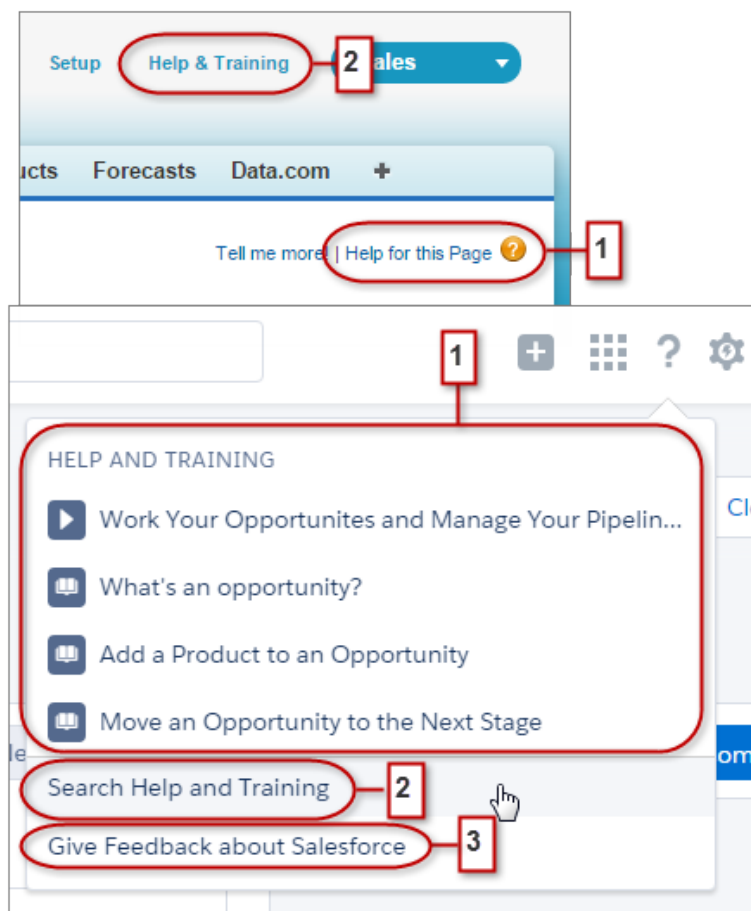 Setup Help & Training 2 ales
ucts Forecasts Data.com +
Tell me more! | Help for this Page ? 1
1 + ?
HELP AND TRAINING
Work Your Opportunites and Manage Your Pipelin...
Cl
What's an opportunity?
Add a Product to an Opportunity
Move an Opportunity to the Next Stage
le
om
Search Help and Training 2
Give Feedback about Salesforce 3